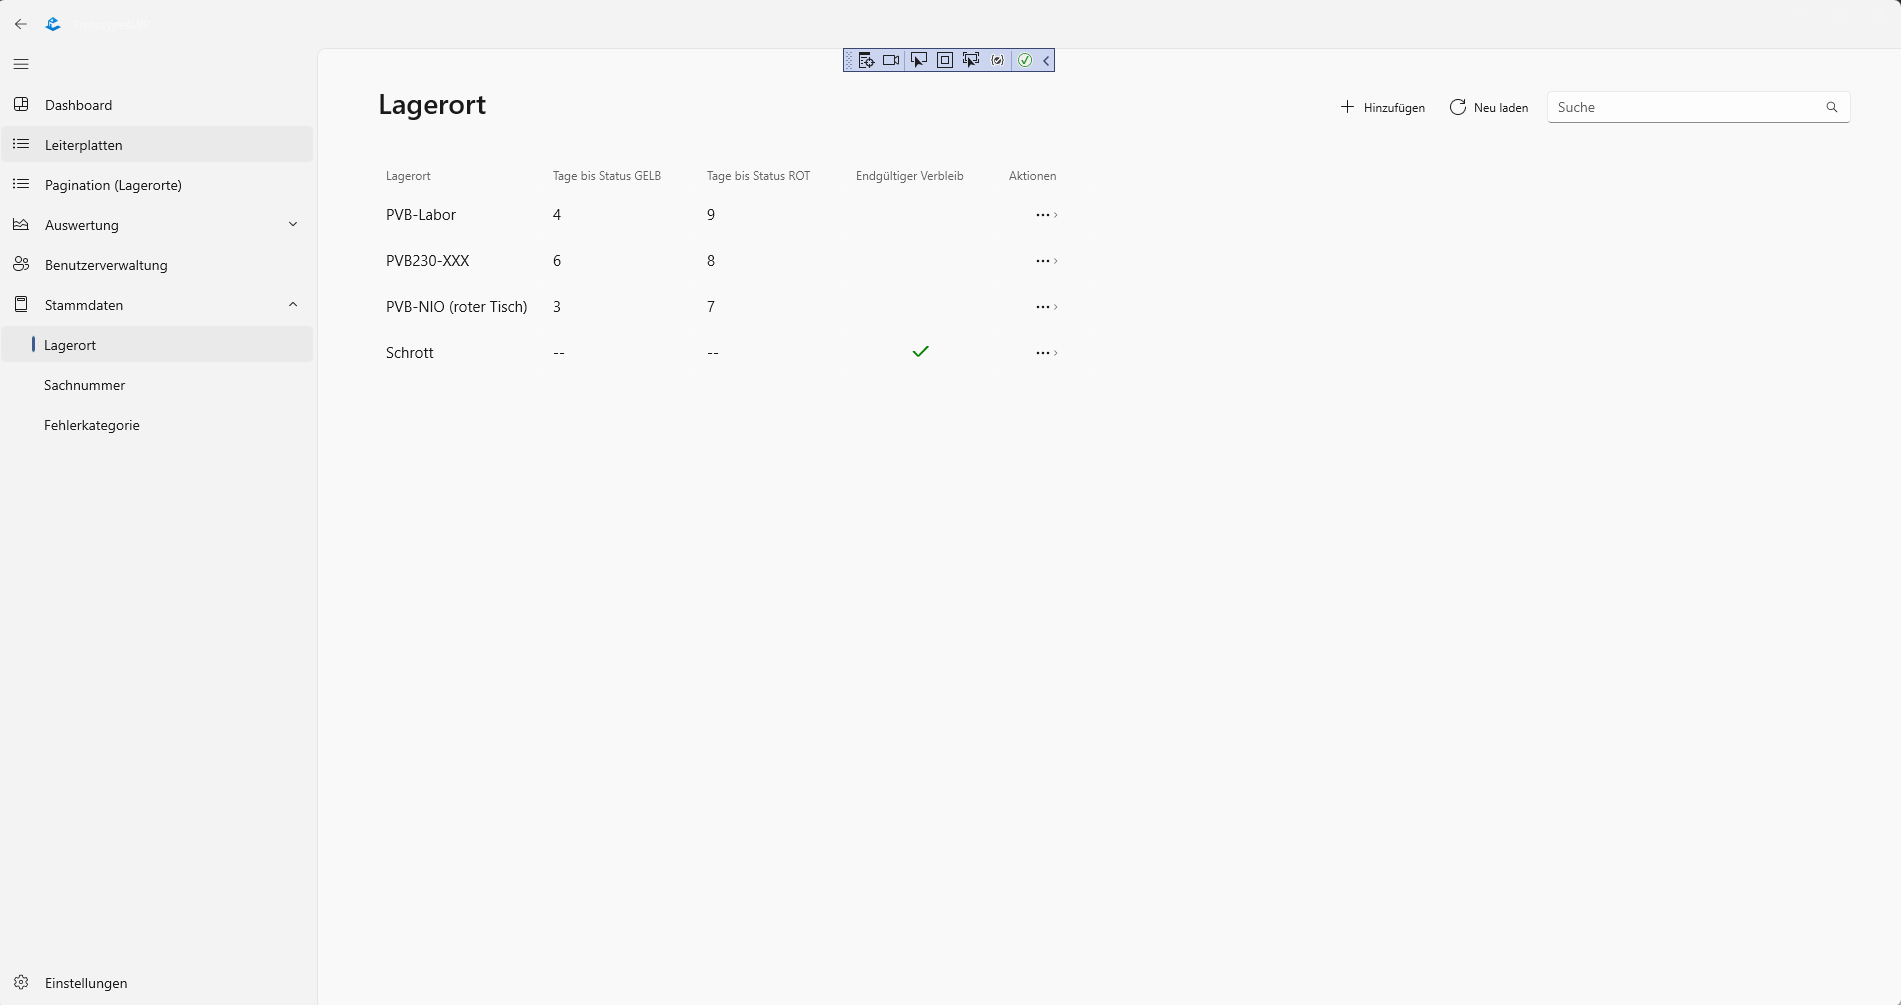 Dashboard
Leiterplatten
Pagination (Lagerorte)
Auswertung
Benutzerverwaltung
Stammdaten
Lagerort
Sachnummer
Fehlerkategorie
Einstellungen
Lagerort
Hinzufügen
Neu laden
Suche
Lagerort Tage bis Status GELB Tage bis Status ROT Endgültiger Verbleib Aktionen
PVB-Labor 4 9
PVB230-XXX 6 8
PVB-NIO (roter Tisch) 3 7
Schrott -- --